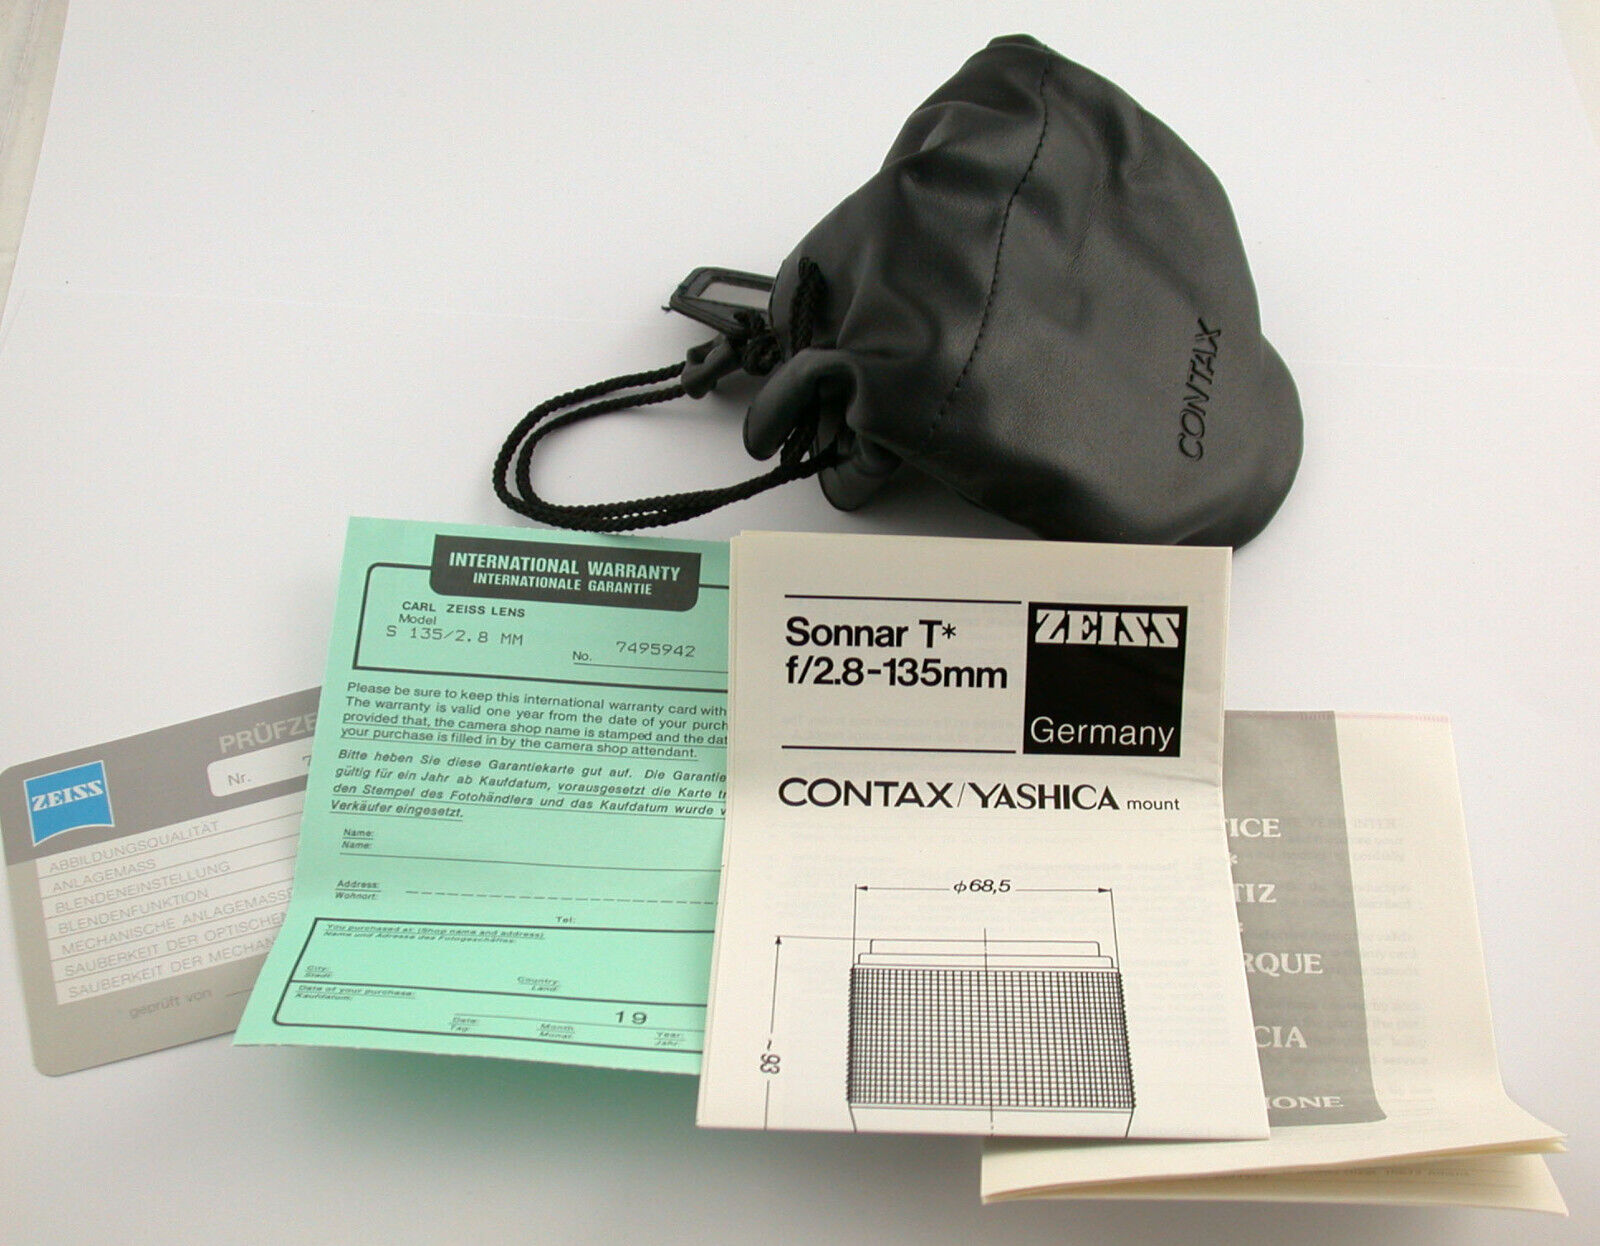 CONTAX
INTERNATIONAL WARRANTY
INTERNATIONALE GARANTIE
CARL ZEISS LENS
Model
S 135/2.8 MM
No. 7495942
Please be sure to keep this international warranty card with
The warranty is valid one year from the date of your purch
provided that, the camera shop name is stamped and the dat
your purchase is filled in by the camera shop attendant.
Bitte heben Sie diese Garantiekarte gut auf. Die Garantie
gültig für ein Jahr ab Kaufdatum, vorausgesetzt die Karte tr
den Stempel des Fotohändlers und das Kaufdatum wurde v
Verkäufer eingesetzt.
Name:
Name:
Address:
Wohnort:
Tel:
You purchased at: (Shop name and address)
Name und Adresse des Fotogeschäftes:
City:
Stadt:
Country:
Land:
Date of your purchase:
Kaufdatum:
19
Date:
Tag:
Month
Monat
Year:
Jahr:
Sonnar T*
f/2.8-135mm
ZEISS
Germany
CONTAX/YASHICA mount
ϕ68,5
~93
PRÜFZE
ZEISS
Nr. 7
ABBILDUNGSQUALITÄT
ANLAGEMASS
BLENDENEINSTELLUNG
BLENDENFUNKTION
MECHANISCHE ANLAGEMASSE
SAUBERKEIT DER OPTISCHEN
SAUBERKEIT DER MECHAN
geprüft von
ICE
TIZ
RQUE
CIA
IONE